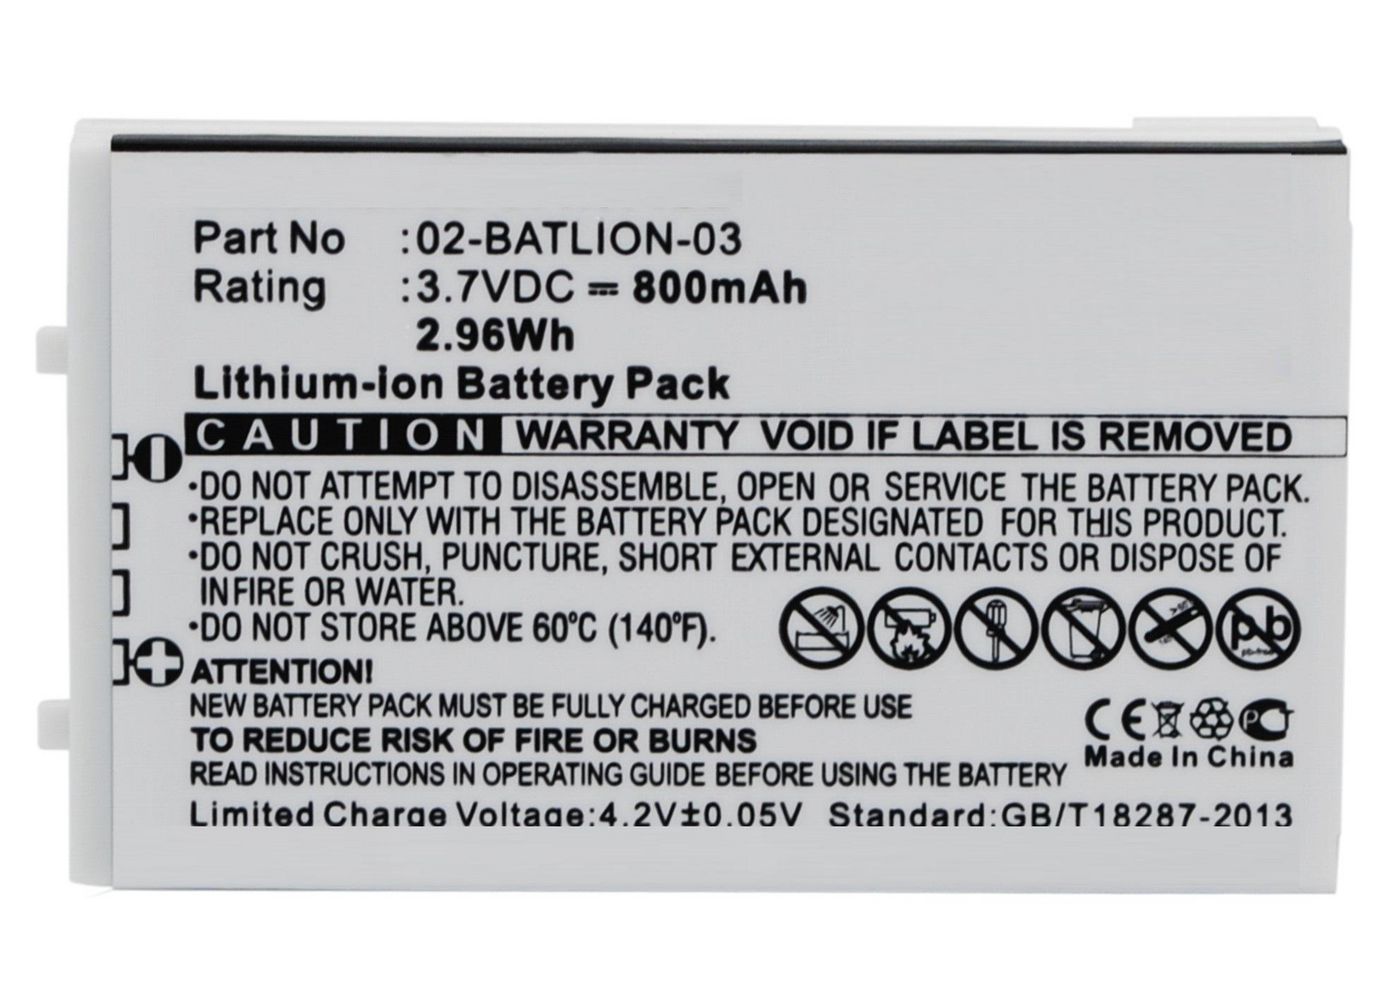 Part No :02-BATLION-03
Rating :3.7VDC ⎓ 800mAh
2.96Wh
Lithium-ion Battery Pack
CAUTION WARRANTY VOID IF LABEL IS REMOVED
·DO NOT ATTEMPT TO DISASSEMBLE, OPEN OR SERVICE THE BATTERY PACK.
·REPLACE ONLY WITH THE BATTERY PACK DESIGNATED FOR THIS PRODUCT.
·DO NOT CRUSH, PUNCTURE, SHORT EXTERNAL CONTACTS OR DISPOSE OF
IN FIRE OR WATER.
·DO NOT STORE ABOVE 60°C (140°F).
Pb
pb-free
ATTENTION!
NEW BATTERY PACK MUST BE FULLY CHARGED BEFORE USE
TO REDUCE RISK OF FIRE OR BURNS
READ INSTRUCTIONS IN OPERATING GUIDE BEFORE USING THE BATTERY
CE
Made In China
Limited Charge Voltage:4.2V±0.05V Standard:GB/T18287-2013